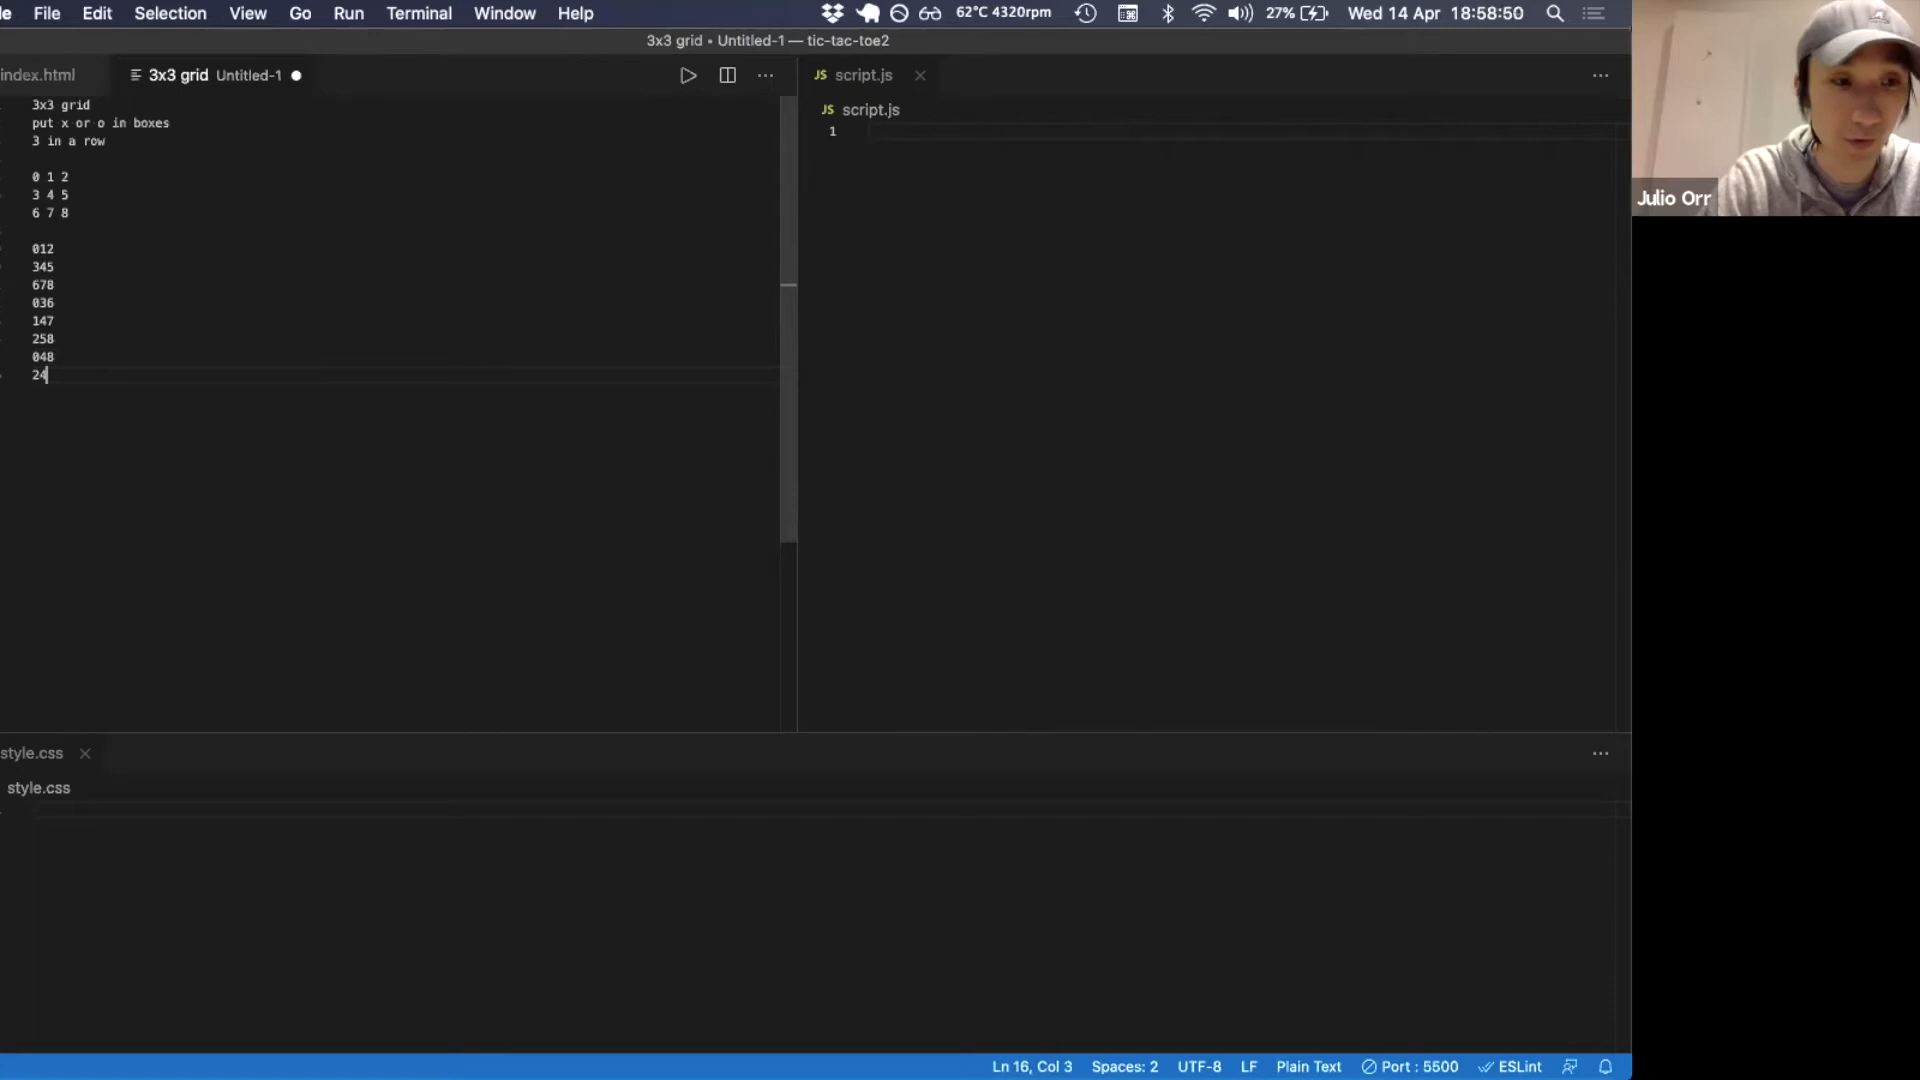 le File Edit Selection View Go Run Terminal Window Help 62°C 4320rpm 27% Wed 14 Apr 18:58:50
3x3 grid • Untitled-1 — tic-tac-toe2
index.html 3x3 grid Untitled-1
JS script.js
JS script.js
1
3x3 grid
put x or o in boxes
3 in a row
0 1 2
3 4 5
6 7 8
012
345
678
036
147
258
048
24
Julio Orr
style.css
style.css
Ln 16, Col 3 Spaces: 2 UTF-8 LF Plain Text Port : 5500 ESLint